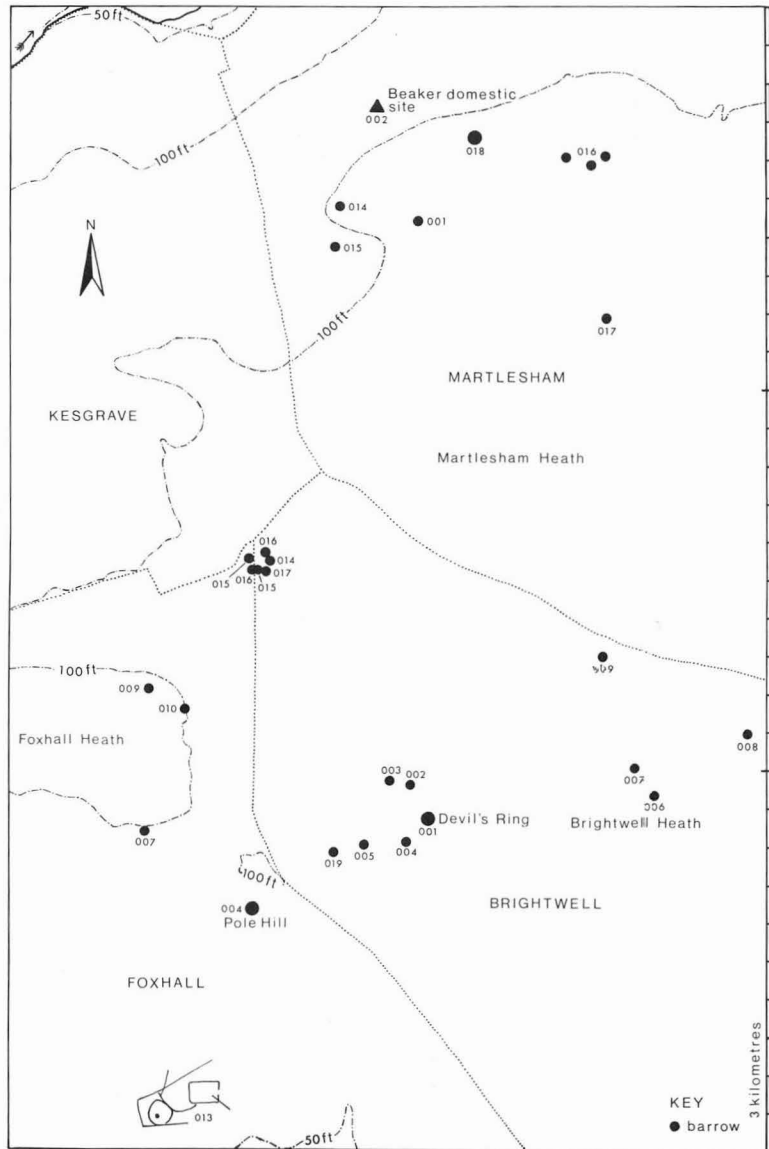 50ft
Beaker domestic
site
002
018
016
100ft
014
001
015
N
017
100ft
MARTLESHAM
KESGRAVE
Martlesham Heath
016
014
015
016
015
017
009
100ft
009
010
Foxhall Heath
008
003
002
007
006
001
Devil's Ring
Brightwell Heath
007
019
005
004
100ft
004
Pole Hill
BRIGHTWELL
FOXHALL
013
50ft
KEY
barrow
3 kilometres